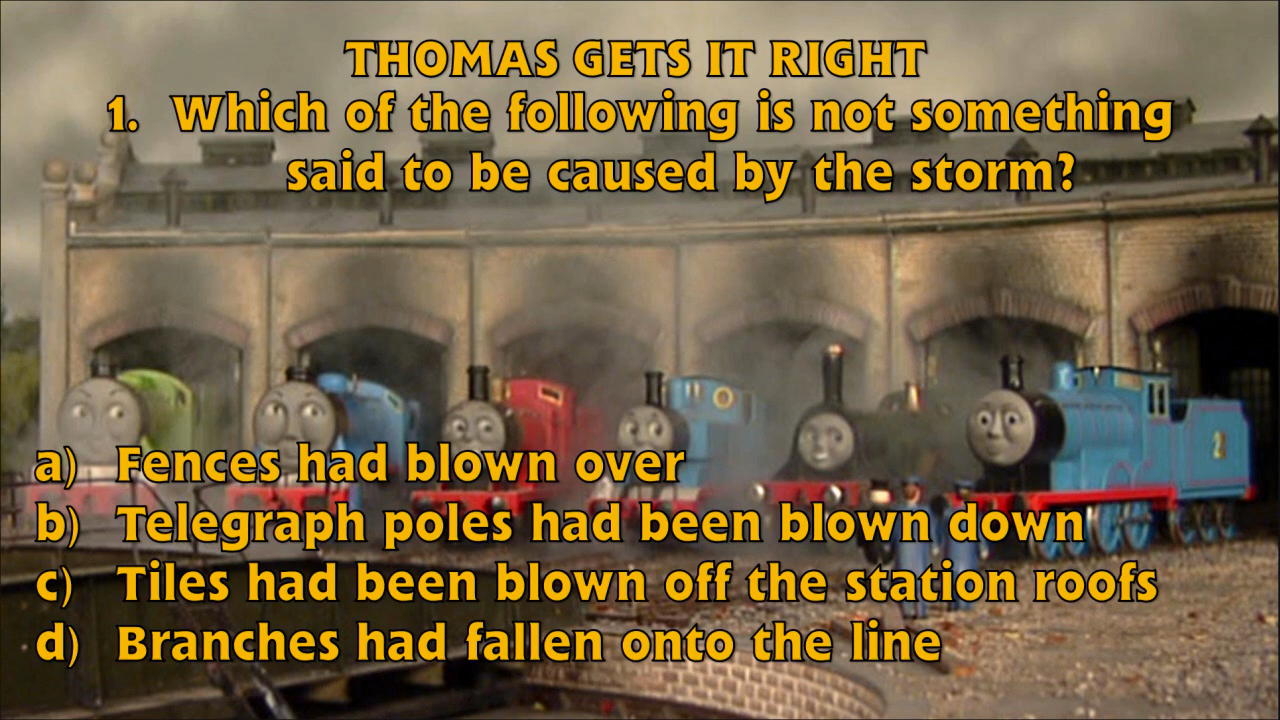 THOMAS GETS IT RIGHT
1. Which of the following is not something
said to be caused by the storm?
a) Fences had blown over
b) Telegraph poles had been blown down
c) Tiles had been blown off the station roofs
d) Branches had fallen onto the line
2